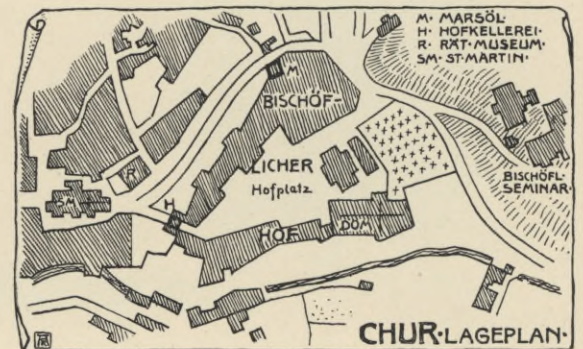 M· MARSÖL·
H· HOFKELLEREI·
R· RÄT·MUSEUM·
SM·ST·MARTIN·
M
BISCHÖF-
LICHER
Hofplatz
R
SM
H
HOF
DOM
BISCHÖFL·
SEMINAR·
CHUR·LAGEPLAN·